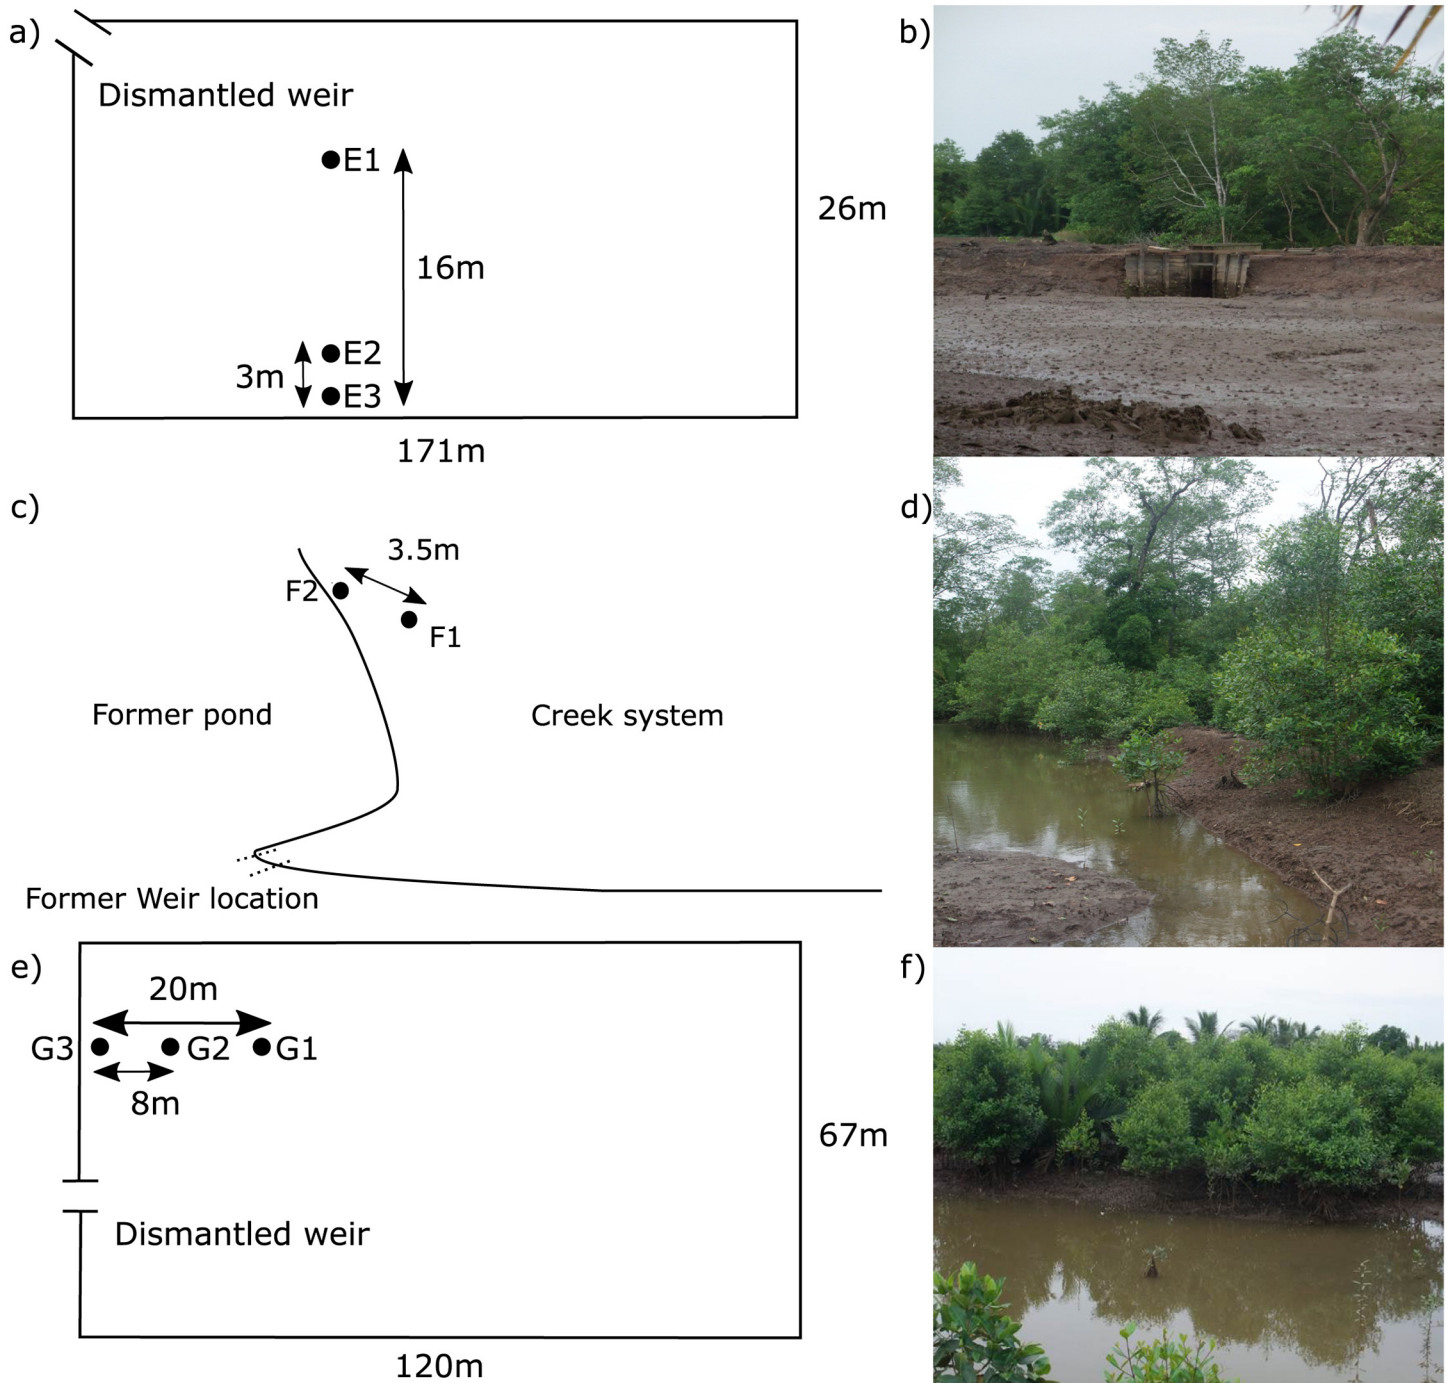 a)
Dismantled weir
E1
16m
E2
3m
E3
26m
171m
b)
c)
3.5m
F2
F1
Former pond
Creek system
Former Weir location
d)
e)
20m
G3
G2
G1
8m
67m
Dismantled weir
120m
f)